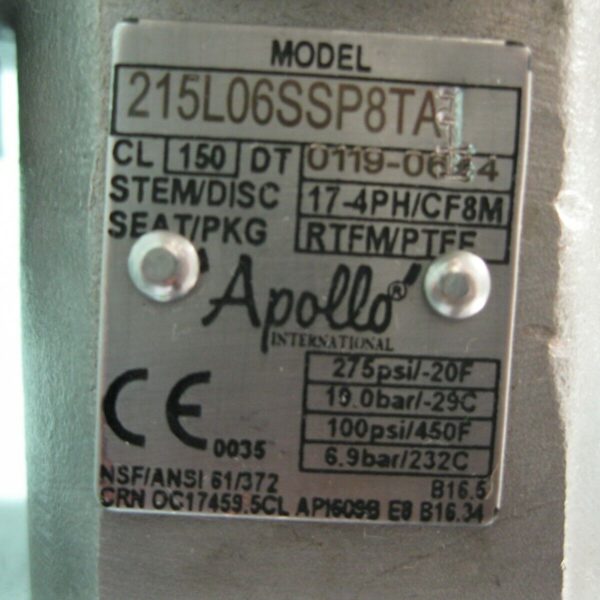 MODEL
215L06SSP8TA
CL 150 DT
STEM/DISC 17-4PH/CF8M
SEAT/PKG RTFM/PTFE
Apollo®
INTERNATIONAL
275psi/-20F
19.0bar/-29C
100psi/450F
6.9bar/232C
CE 0035
NSF/ANSI 61/372 B16.5
CRN OC17459.5CL API609B E8 B16.34